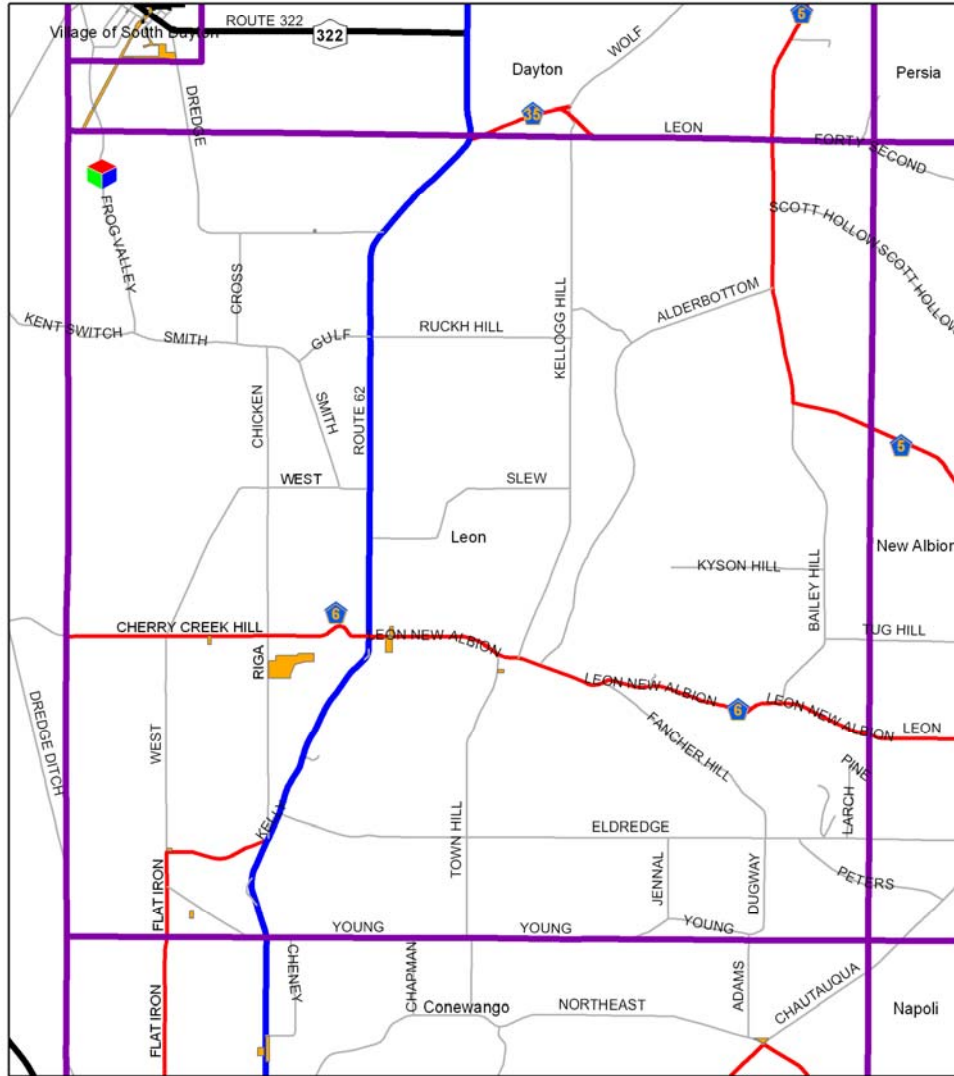 ROUTE 322
Village of South Dayton
322
5
WOLF
Dayton
Persia
DREDGE
35
LEON
FORTY SECOND
FROG VALLEY
SCOTT HOLLOW
SCOTT HOLLOW
CROSS
KELLOGG HILL
ALDERBOTTOM
KENT SWITCH
SMITH
GULF
RUCKH HILL
CHICKEN
SMITH
ROUTE 62
5
WEST
SLEW
Leon
New Albion
KYSON HILL
BAILEY HILL
6
CHERRY CREEK HILL
EON NEW ALBION
TUG HILL
RIGA
LEON NEW ALBION
6
LEON NEW ALBION
LEON
DREDGE DITCH
WEST
FANCHER HILL
PINE
LARCH
KELLY
TOWN HILL
ELDREDGE
FLAT IRON
JENNAL
DUGWAY
PETERS
YOUNG
YOUNG
YOUNG
CHENEY
CHAPMAN
ADAMS
CHAUTAUQUA
FLAT IRON
Conewango
NORTHEAST
Napoli